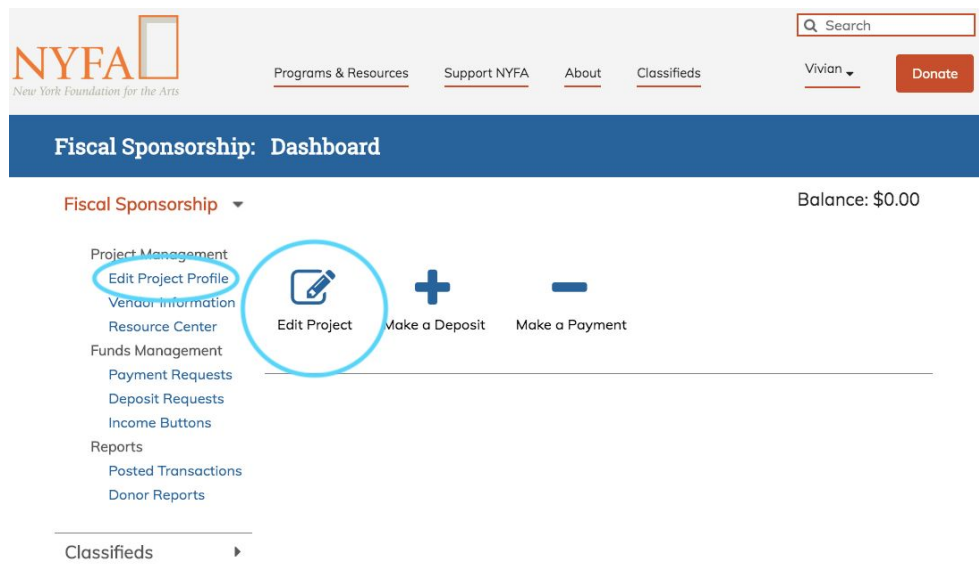 Search
NYFA
New York Foundation for the Arts
Programs & Resources Support NYFA About Classifieds Vivian Donate
Fiscal Sponsorship: Dashboard
Fiscal Sponsorship
Balance: $0.00
Project Management
Edit Project Profile
Vendor Information
Resource Center
Funds Management
Payment Requests
Deposit Requests
Income Buttons
Reports
Posted Transactions
Donor Reports
Classifieds
Edit Project Make a Deposit Make a Payment